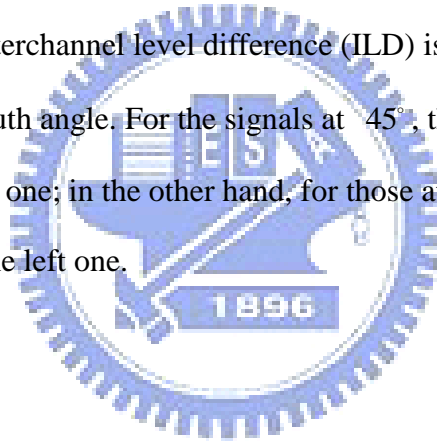 terchannel level difference (ILD) is
uth angle. For the signals at 45°, t
one; in the other hand, for those a
e left one.
E S A
1896